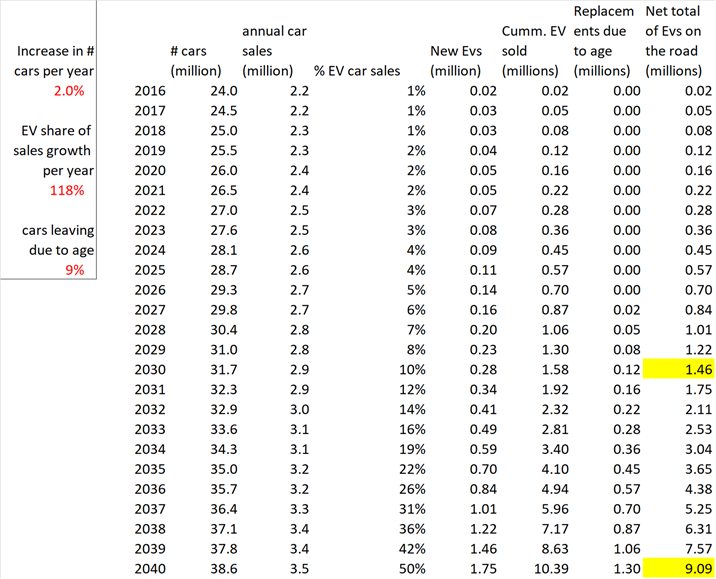 Replacem Net total
annual car Cumm. EV ents due of Evs on
Increase in # # cars sales New Evs sold to age the road
cars per year (million) (million) % EV car sales (million) (millions) (millions) (millions)
2.0% 2016 24.0 2.2 1% 0.02 0.02 0.00 0.02
2017 24.5 2.2 1% 0.03 0.05 0.00 0.05
EV share of 2018 25.0 2.3 1% 0.03 0.08 0.00 0.08
sales growth 2019 25.5 2.3 2% 0.04 0.12 0.00 0.12
per year 2020 26.0 2.4 2% 0.05 0.16 0.00 0.16
118% 2021 26.5 2.4 2% 0.05 0.22 0.00 0.22
2022 27.0 2.5 3% 0.07 0.28 0.00 0.28
cars leaving 2023 27.6 2.5 3% 0.08 0.36 0.00 0.36
due to age 2024 28.1 2.6 4% 0.09 0.45 0.00 0.45
9% 2025 28.7 2.6 4% 0.11 0.57 0.00 0.57
2026 29.3 2.7 5% 0.14 0.70 0.00 0.70
2027 29.8 2.7 6% 0.16 0.87 0.02 0.84
2028 30.4 2.8 7% 0.20 1.06 0.05 1.01
2029 31.0 2.8 8% 0.23 1.30 0.08 1.22
2030 31.7 2.9 10% 0.28 1.58 0.12 1.46
2031 32.3 2.9 12% 0.34 1.92 0.16 1.75
2032 32.9 3.0 14% 0.41 2.32 0.22 2.11
2033 33.6 3.1 16% 0.49 2.81 0.28 2.53
2034 34.3 3.1 19% 0.59 3.40 0.36 3.04
2035 35.0 3.2 22% 0.70 4.10 0.45 3.65
2036 35.7 3.2 26% 0.84 4.94 0.57 4.38
2037 36.4 3.3 31% 1.01 5.96 0.70 5.25
2038 37.1 3.4 36% 1.22 7.17 0.87 6.31
2039 37.8 3.4 42% 1.46 8.63 1.06 7.57
2040 38.6 3.5 50% 1.75 10.39 1.30 9.09